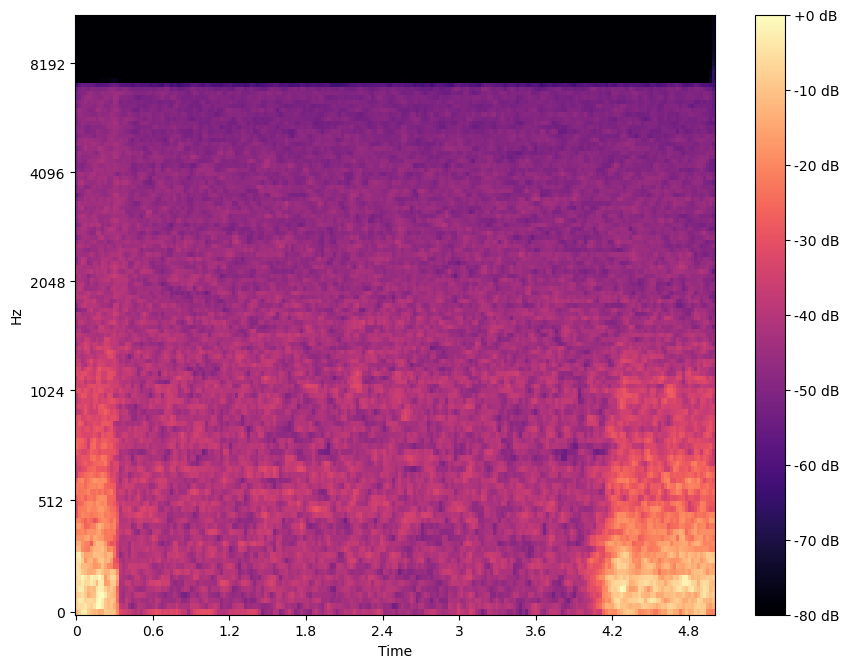 +0 dB
8192
-10 dB
4096
-20 dB
-30 dB
2048
Hz
-40 dB
1024
-50 dB
-60 dB
512
-70 dB
0
-80 dB
0 0.6 1.2 1.8 2.4 3 3.6 4.2 4.8
Time